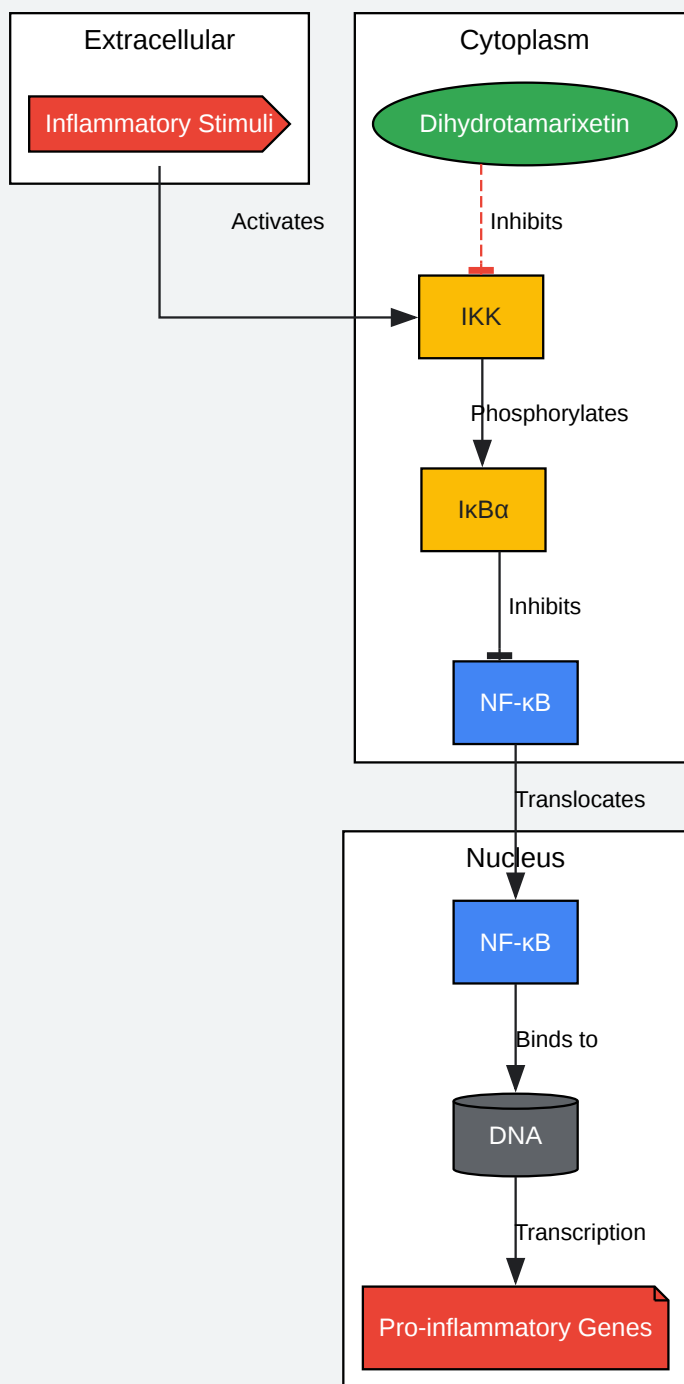 Extracellular
Inflammatory Stimuli
Activates
Cytoplasm
Dihydrotamarixetin
Inhibits
IKK
Phosphorylates
IκBα
Inhibits
NF-κB
Translocates
Nucleus
NF-κB
Binds to
DNA
Transcription
Pro-inflammatory Genes